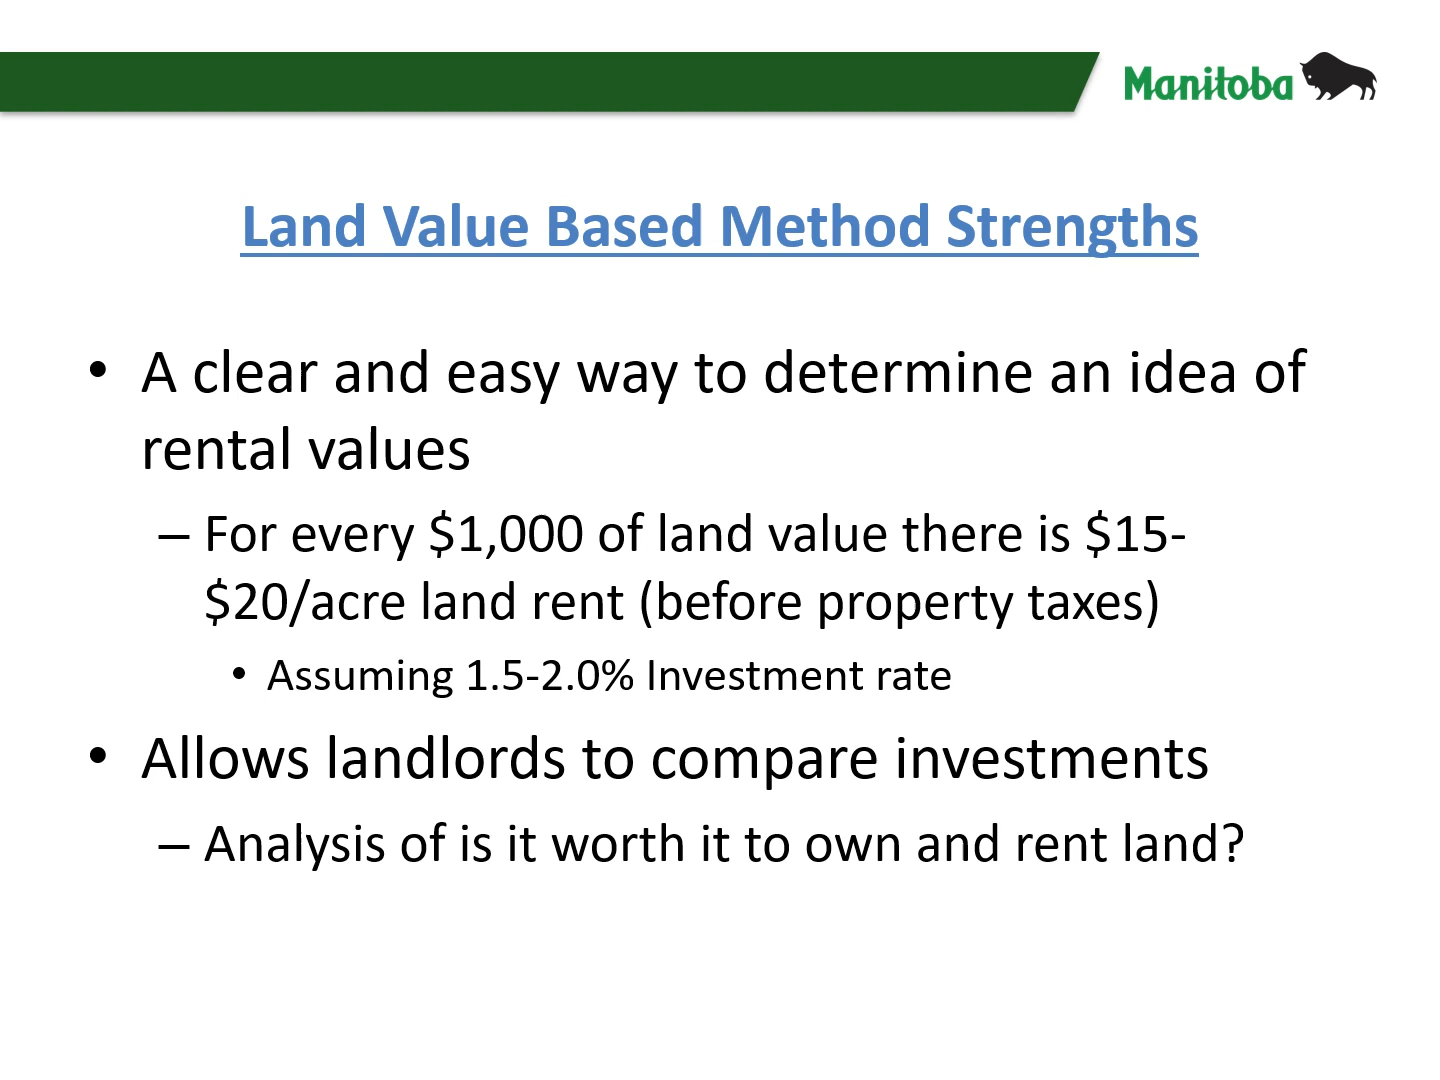 Manitoba
Land Value Based Method Strengths
• A clear and easy way to determine an idea of
rental values
– For every $1,000 of land value there is $15-
$20/acre land rent (before property taxes)
• Assuming 1.5-2.0% Investment rate
• Allows landlords to compare investments
– Analysis of is it worth it to own and rent land?